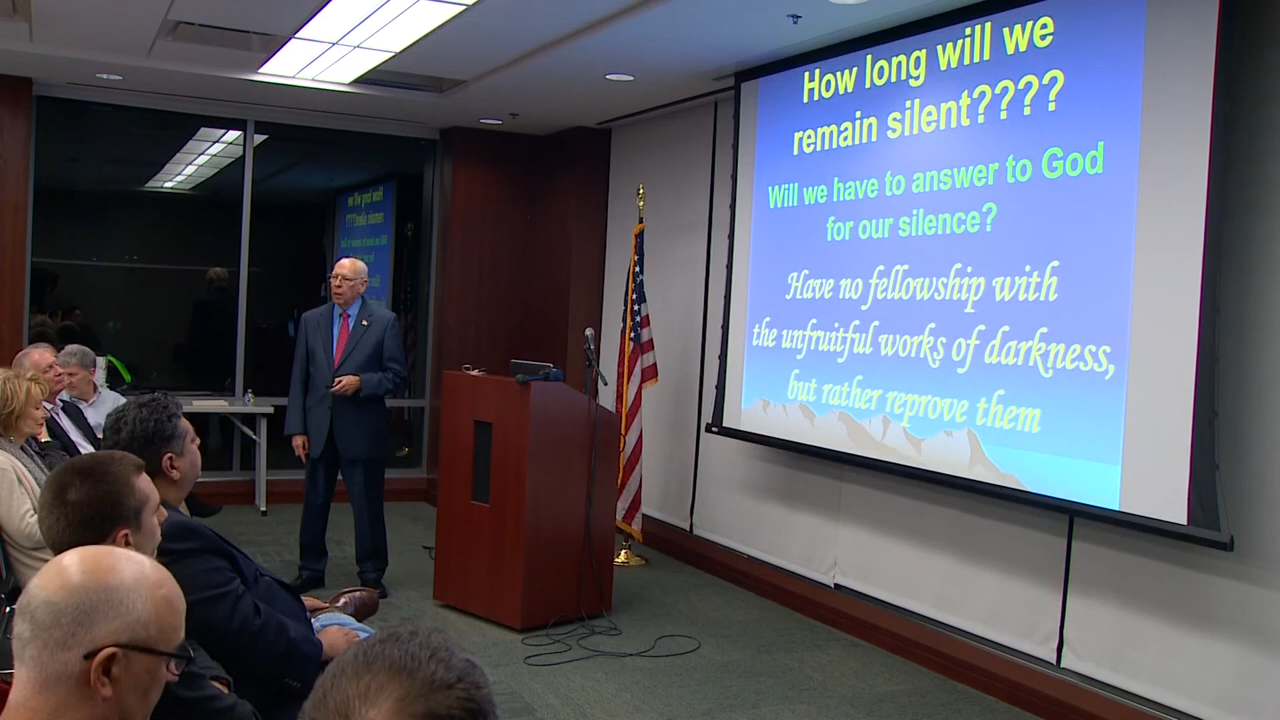 How long will we
remain silent????
Will we have to answer to God
for our silence?
Have no fellowship with
the unfruitful works of darkness,
but rather reprove them